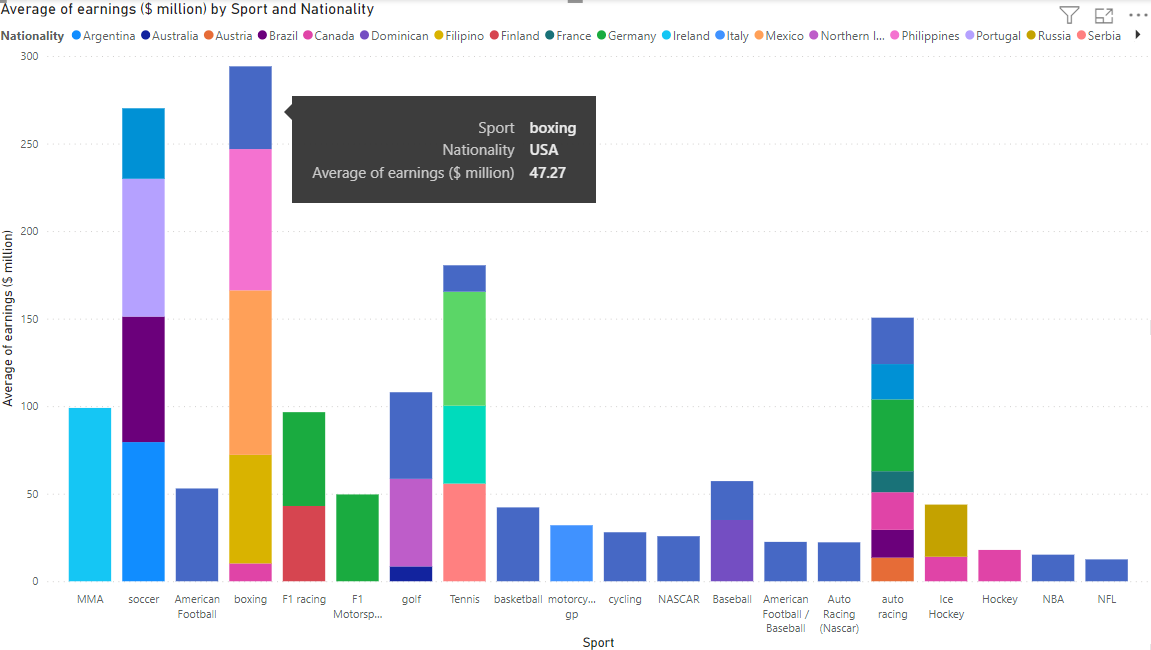 Average of earnings ($ million) by Sport and Nationality
Nationality Argentina Australia Austria Brazil Canada Dominican Filipino Finland France Germany Ireland Italy Mexico Northern I... Philippines Portugal Russia Serbia
300
250
200
150
100
50
0
Average of earnings ($ million)
Sport boxing
Nationality USA
Average of earnings ($ million) 47.27
MMA
soccer
American
Football
boxing
F1 racing
F1
Motorsp...
golf
Tennis
basketball
motorcy...
gp
cycling
NASCAR
Baseball
American
Football /
Baseball
Auto
Racing
(Nascar)
auto
racing
Ice
Hockey
Hockey
NBA
NFL
Sport